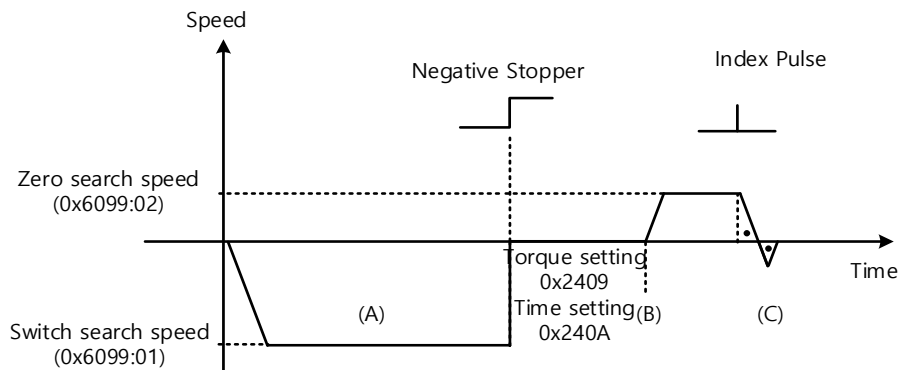 Speed
Negative Stopper
Index Pulse
Zero search speed
(0x6099:02)
Torque setting
0x2409
Time
(A)
Time setting
0x240A
(B)
(C)
Switch search speed
(0x6099:01)